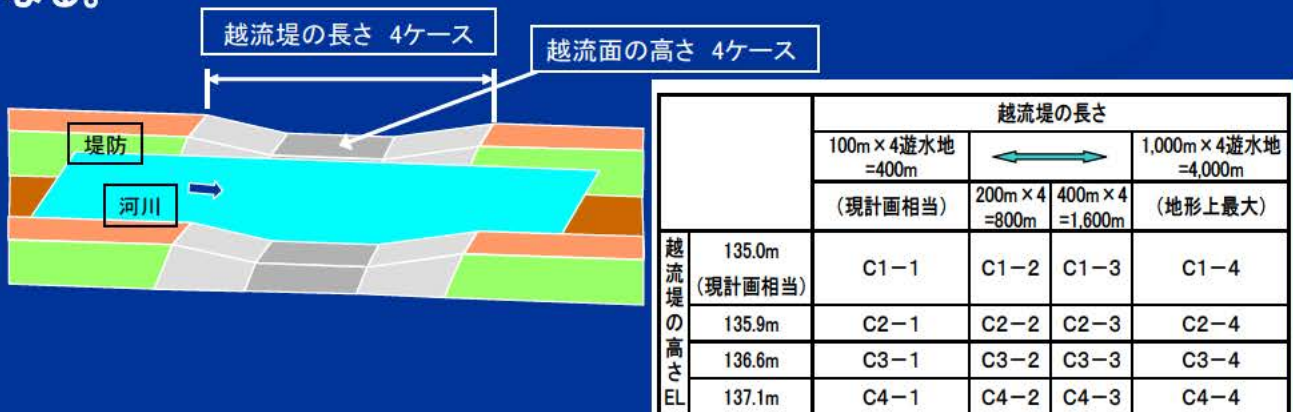 越流堤の長さ 4ケース
越流面の高さ 4ケース
堤防
河川
越流堤の長さ
100m×4遊水地
=400m
1,000m×4遊水地
=4,000m
(現計画相当)
200m×4
=800m
400m×4
=1,600m
(地形上最大)
越流堤の高さEL
135.0m
(現計画相当)
C1-1 C1-2 C1-3 C1-4
135.9m C2-1 C2-2 C2-3 C2-4
136.6m C3-1 C3-2 C3-3 C3-4
137.1m C4-1 C4-2 C4-3 C4-4